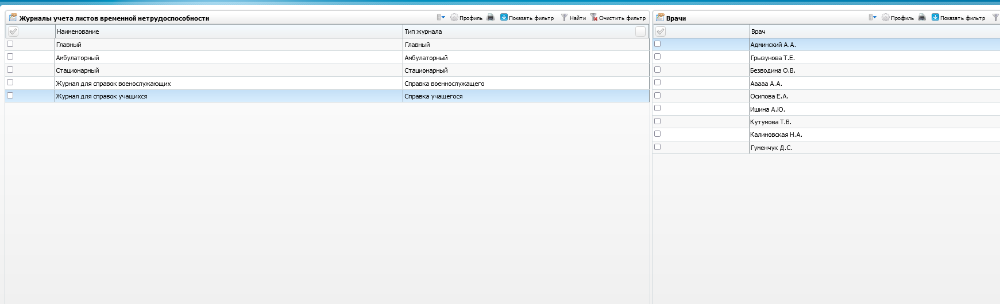 Журналы учета листов временной нетрудоспособности
Профиль Показать фильтр Найти Очистить фильтр
Наименование Тип журнала
Главный Главный
Амбулаторный Амбулаторный
Стационарный Стационарный
Журнал для справок военослужающих Справка военнослужащего
Журнал для справок учащихся Справка учащегося
Врачи
Профиль Показать фильтр
Врач
Админский А.А.
Грызунова Т.Е.
Безводина О.В.
Ааааа А.А.
Осипова Е.А.
Ишина А.Ю.
Кутумова Т.В.
Калиновская Н.А.
Гуменчук Д.С.